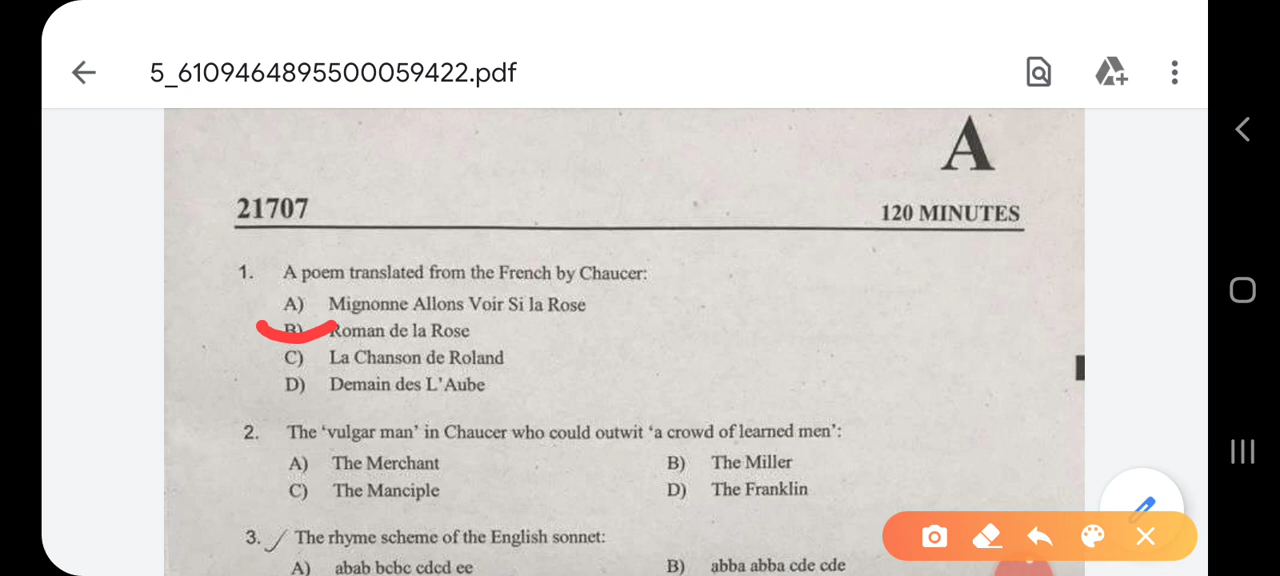 5_6109464895500059422.pdf
A
21707 120 MINUTES
1. A poem translated from the French by Chaucer:
A) Mignonne Allons Voir Si la Rose
B) Roman de la Rose
C) La Chanson de Roland
D) Demain des L'Aube
2. The 'vulgar man' in Chaucer who could outwit 'a crowd of learned men':
A) The Merchant B) The Miller
C) The Manciple D) The Franklin
3. The rhyme scheme of the English sonnet:
A) abab bcbc cdcd ee B) abba abba cde cde